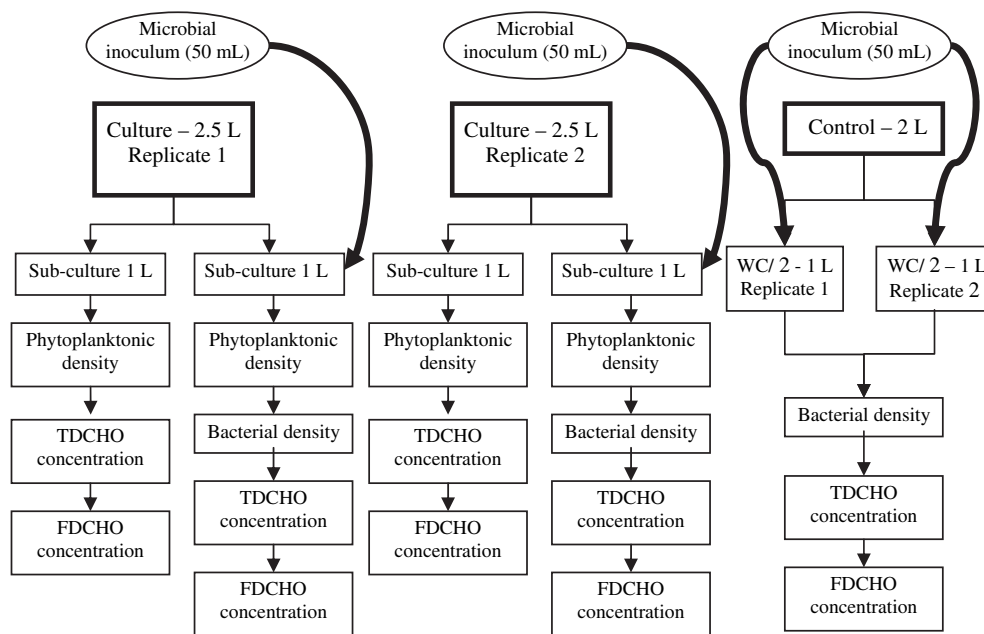 Microbial
inoculum (50 mL)
Culture – 2.5 L
Replicate 1
Sub-culture 1 L
Phytoplanktonic
density
TDCHO
concentration
FDCHO
concentration
Sub-culture 1 L
Phytoplanktonic
density
Bacterial density
TDCHO
concentration
FDCHO
concentration
Microbial
inoculum (50 mL)
Culture – 2.5 L
Replicate 2
Sub-culture 1 L
Phytoplanktonic
density
TDCHO
concentration
FDCHO
concentration
Sub-culture 1 L
Phytoplanktonic
density
Bacterial density
TDCHO
concentration
FDCHO
concentration
Microbial
inoculum (50 mL)
Control – 2 L
WC/ 2 - 1 L
Replicate 1
WC/ 2 – 1 L
Replicate 2
Bacterial density
TDCHO
concentration
FDCHO
concentration